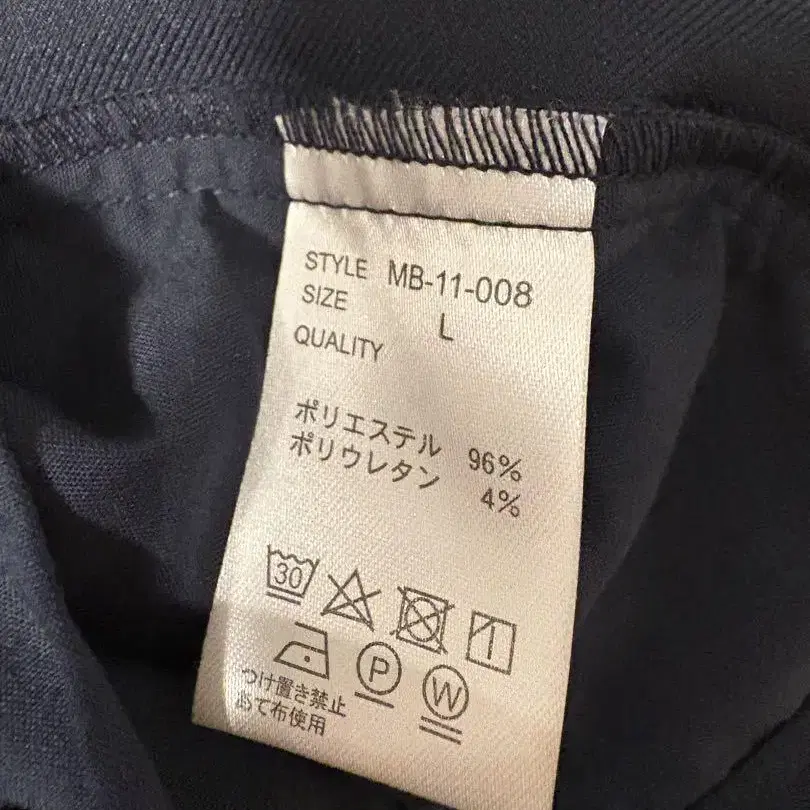 STYLE MB-11-008
SIZE L
QUALITY
ポリエステル 96%
ポリウレタン 4%
30
P W
つけ置き禁止
あて布使用